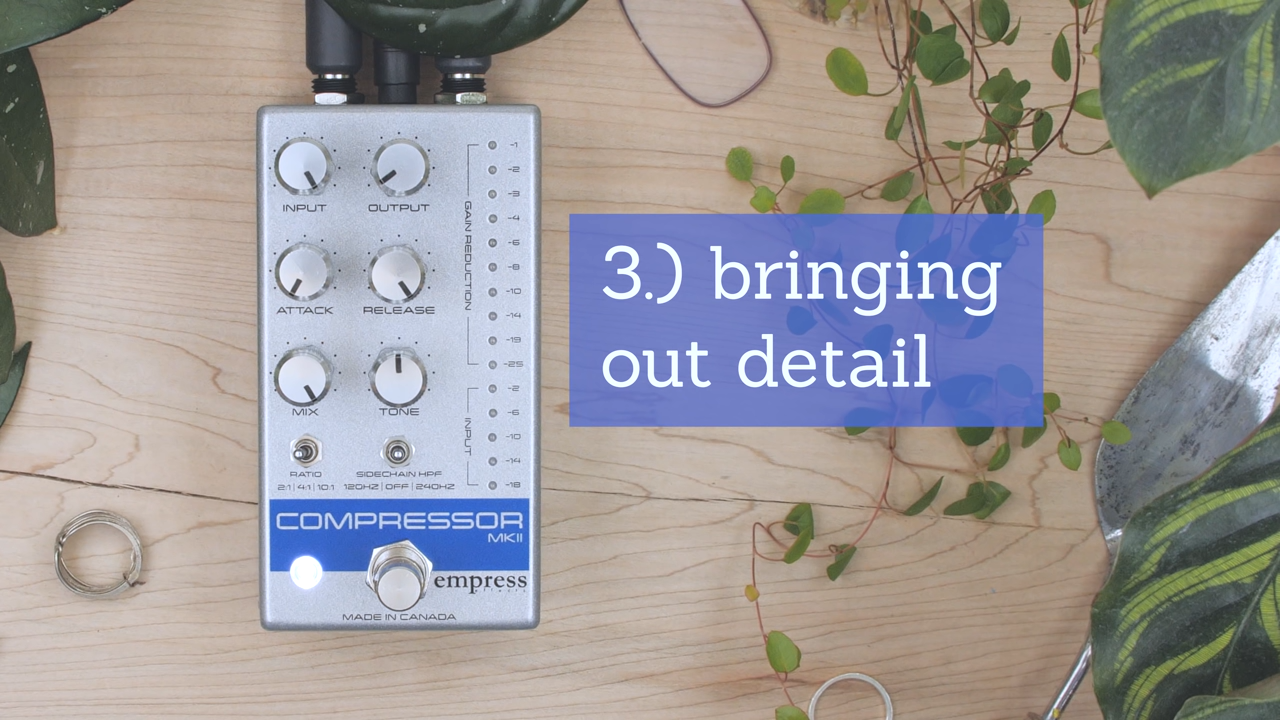 INPUT OUTPUT
ATTACK RELEASE
MIX TONE
RATIO SIDECHAIN HPF
2:1 | 4:1 | 10:1 120HZ | OFF | 240HZ
GAIN REDUCTION
-1
-2
-3
-4
-6
-8
-10
-14
-19
-25
INPUT
-2
-6
-10
-14
-18
COMPRESSOR
MKII
empress
effects
MADE IN CANADA
3.) bringing
out detail